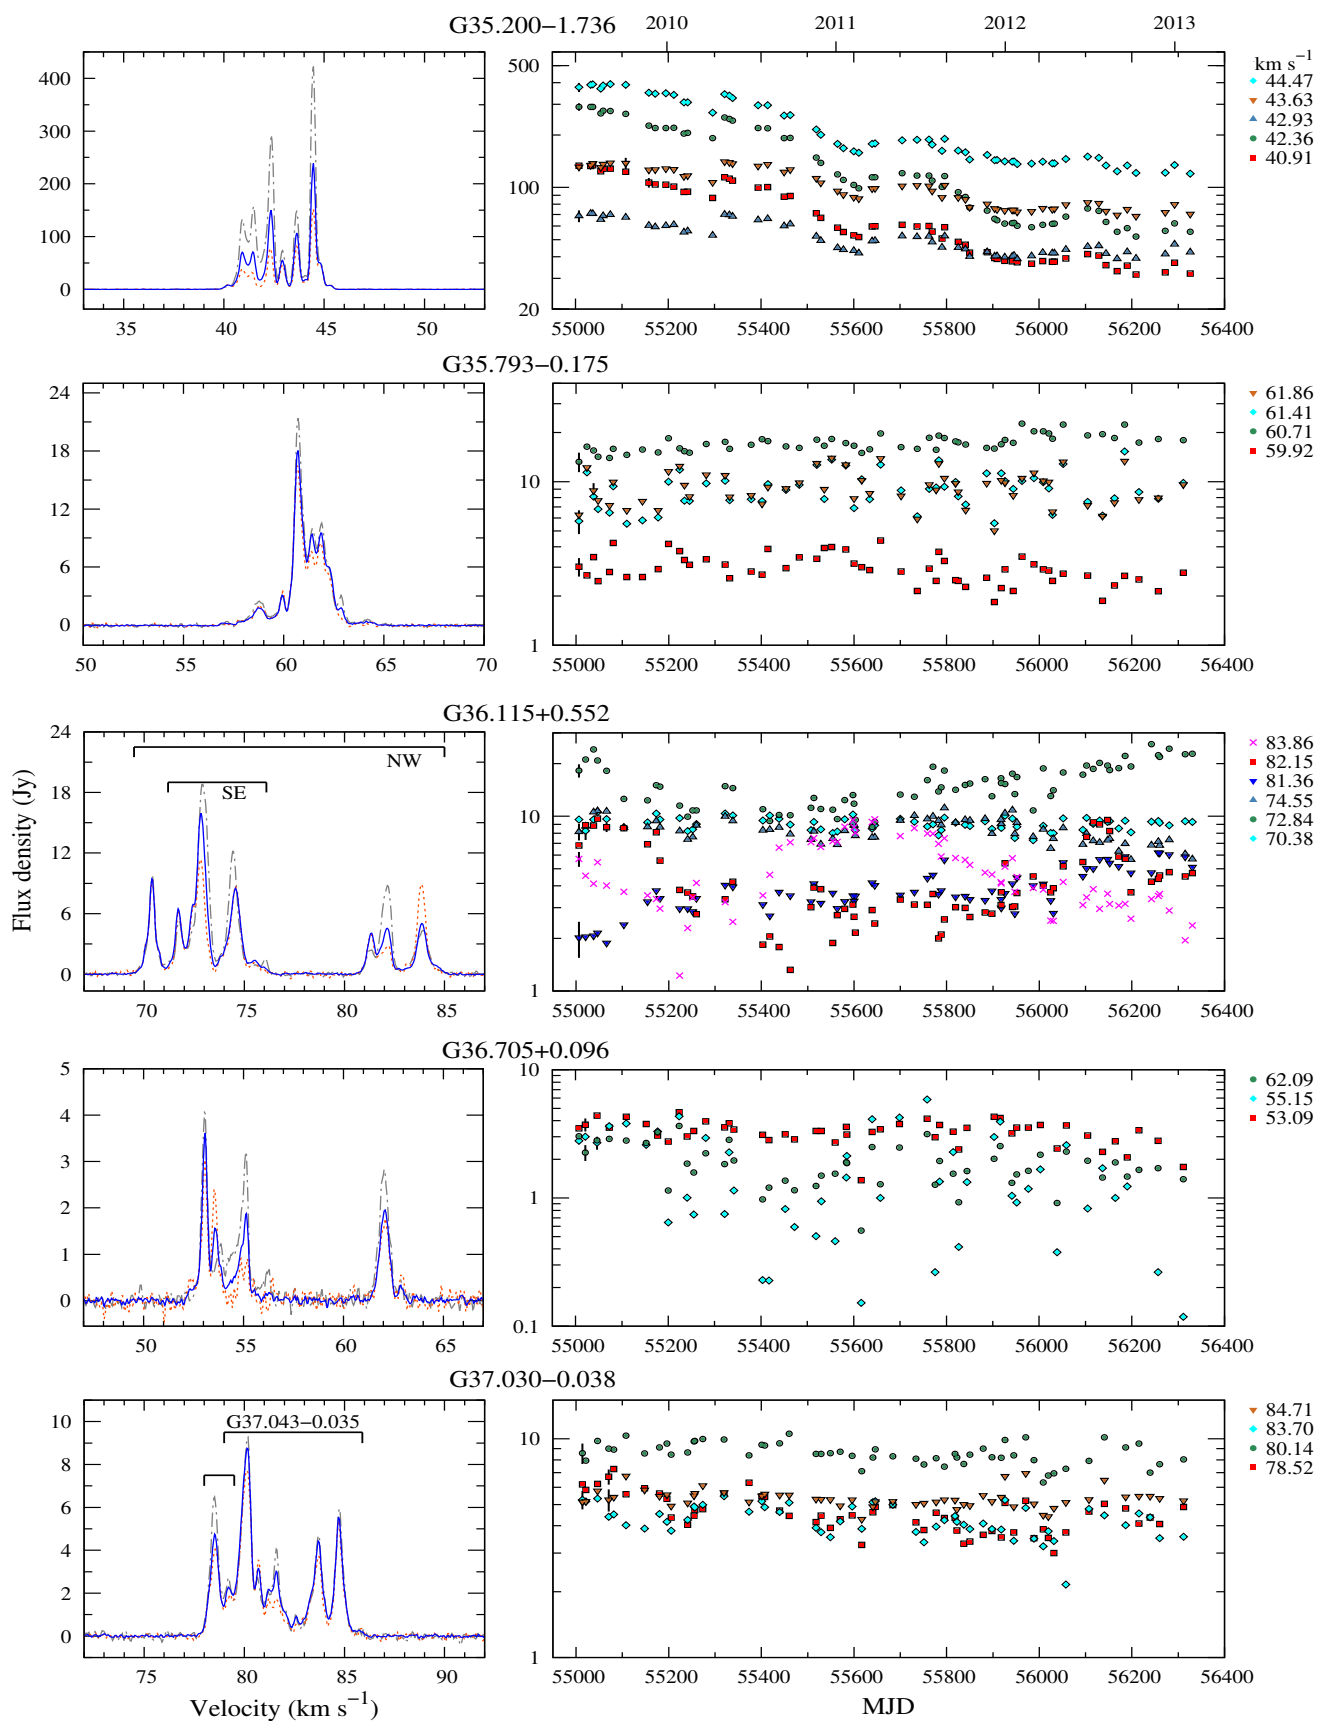 G35.200−1.736
2010 2011 2012 2013
400
300
200
100
0
35 40 45 50
500
100
20
55000 55200 55400 55600 55800 56000 56200 56400
km s−1
44.47
43.63
42.93
42.36
40.91
G35.793−0.175
24
18
12
6
0
50 55 60 65 70
10
1
55000 55200 55400 55600 55800 56000 56200 56400
61.86
61.41
60.71
59.92
G36.115+0.552
24
18
12
6
0
NW
SE
70 75 80 85
10
1
55000 55200 55400 55600 55800 56000 56200 56400
83.86
82.15
81.36
74.55
72.84
70.38
Flux density (Jy)
G36.705+0.096
5
4
3
2
1
0
50 55 60 65
10
1
0.1
55000 55200 55400 55600 55800 56000 56200 56400
62.09
55.15
53.09
G37.030−0.038
10
8
6
4
2
0
G37.043−0.035
75 80 85 90
10
1
55000 55200 55400 55600 55800 56000 56200 56400
84.71
83.70
80.14
78.52
Velocity (km s−1)
MJD